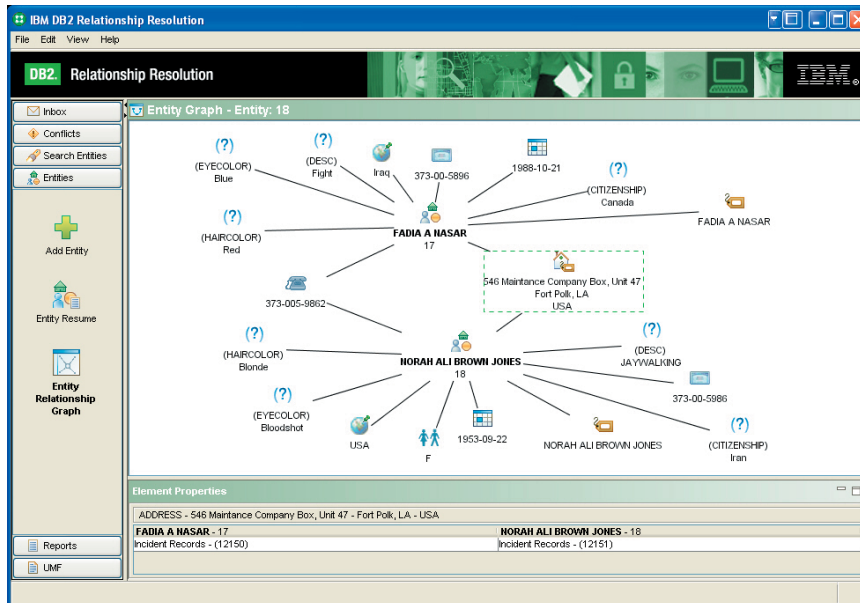 IBM DB2 Relationship Resolution
File Edit View Help
DB2. Relationship Resolution
IBM.
Inbox
Conflicts
Search Entities
Entities
Add Entity
Entity Resume
Entity
Relationship
Graph
Reports
UMF
Entity Graph - Entity: 18
(?)
(EYECOLOR)
Blue
(?)
(DESC)
Fight
Iraq
373-00-5896
1988-10-21
(?)
(CITIZENSHIP)
Canada
FADIA A NASAR
(?)
(HAIRCOLOR)
Red
FADIA A NASAR
17
546 Maintance Company Box, Unit 47
Fort Polk, LA
USA
373-005-9862
(?)
(HAIRCOLOR)
Blonde
NORAH ALI BROWN JONES
18
(?)
(DESC)
JAYWALKING
373-00-5986
(?)
(EYECOLOR)
Bloodshot
USA
F
1953-09-22
NORAH ALI BROWN JONES
(?)
(CITIZENSHIP)
Iran
Element Properties
ADDRESS - 546 Maintance Company Box, Unit 47 - Fort Polk, LA - USA
FADIA A NASAR - 17 NORAH ALI BROWN JONES - 18
Incident Records - (12150) Incident Records - (12151)